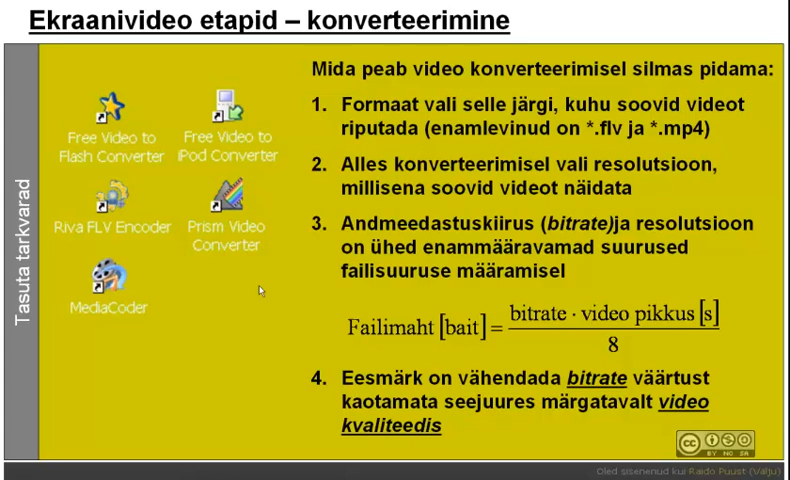 Ekraanivideo etapid – konverteerimine
Tasuta tarkvarad
Free Video to
Flash Converter
Free Video to
iPod Converter
Riva FLV Encoder
Prism Video
Converter
MediaCoder
Mida peab video konverteerimisel silmas pidama:
1. Formaat vali selle järgi, kuhu soovid videot
riputada (enamlevinud on *.flv ja *.mp4)
2. Alles konverteerimisel vali resolutsioon,
millisena soovid videot näidata
3. Andmeedastuskiirus (bitrate)ja resolutsioon
on ühed enammääravamad suurused
failisuuruse määramisel
Failimaht [bait] = bitrate · video pikkus [s]
8
4. Eesmärk on vähendada bitrate väärtust
kaotamata seejuures märgatavalt video
kvaliteedis
cc BY NC SA
Oled sisenenud kui Raido Puust (Välju)